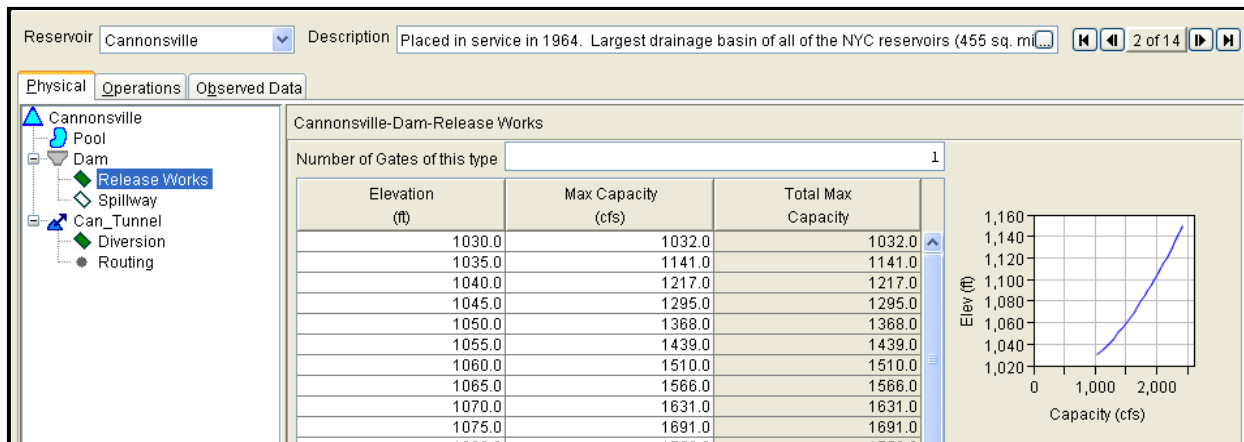 Reservoir Cannonsville Description Placed in service in 1964. Largest drainage basin of all of the NYC reservoirs (455 sq. mi ... 2 of 14
Physical Operations Observed Data
Cannonsville
Pool
Dam
Release Works
Spillway
Can_Tunnel
Diversion
Routing
Cannonsville-Dam-Release Works
Number of Gates of this type 1
Elevation (ft) Max Capacity (cfs) Total Max Capacity
1030.0 1032.0 1032.0
1035.0 1141.0 1141.0
1040.0 1217.0 1217.0
1045.0 1295.0 1295.0
1050.0 1368.0 1368.0
1055.0 1439.0 1439.0
1060.0 1510.0 1510.0
1065.0 1566.0 1566.0
1070.0 1631.0 1631.0
1075.0 1691.0 1691.0
Elev (ft)
1,160
1,140
1,120
1,100
1,080
1,060
1,040
1,020
0 1,000 2,000
Capacity (cfs)